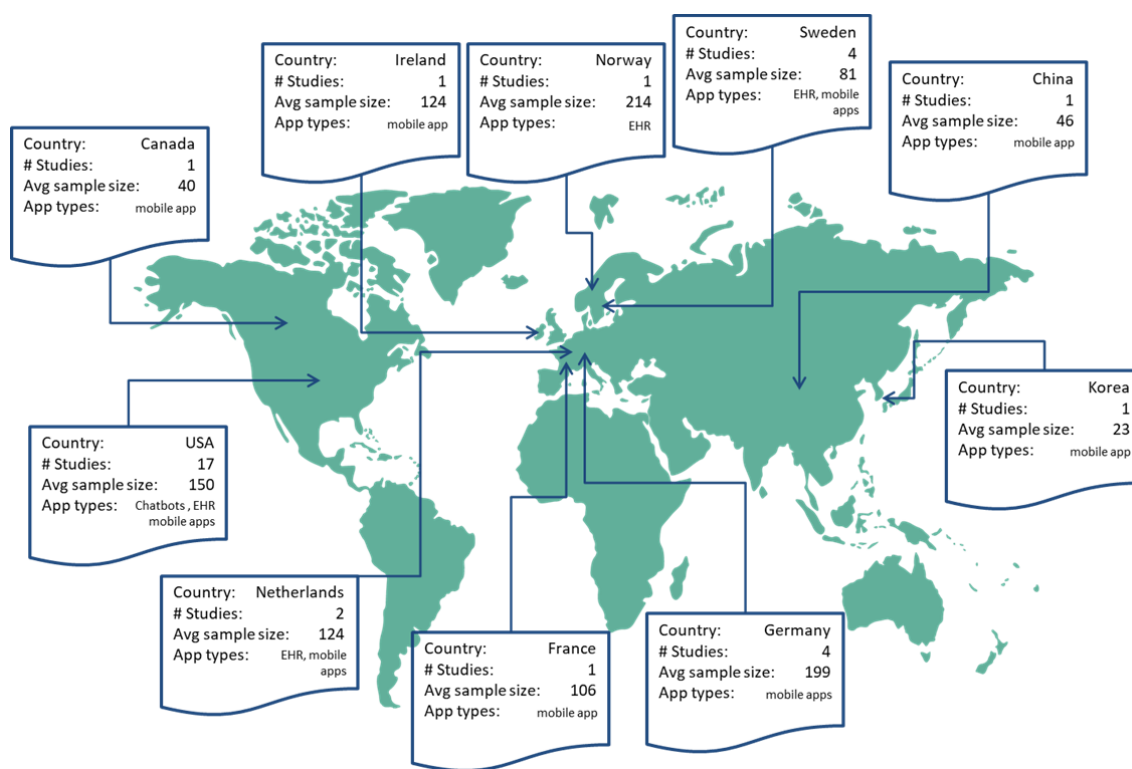 Country: Ireland
# Studies: 1
Avg sample size: 124
App types: mobile app
Country: Norway
# Studies: 1
Avg sample size: 214
App types: EHR
Country: Sweden
# Studies: 4
Avg sample size: 81
App types: EHR, mobile
apps
Country: China
# Studies: 1
Avg sample size: 46
App types: mobile app
Country: Canada
# Studies: 1
Avg sample size: 40
App types: mobile app
Country: USA
# Studies: 17
Avg sample size: 150
App types: Chatbots , EHR
mobile apps
Country: Korea
# Studies: 1
Avg sample size: 23
App types: mobile app
Country: Netherlands
# Studies: 2
Avg sample size: 124
App types: EHR, mobile
apps
Country: France
# Studies: 1
Avg sample size: 106
App types: mobile app
Country: Germany
# Studies: 4
Avg sample size: 199
App types: mobile apps